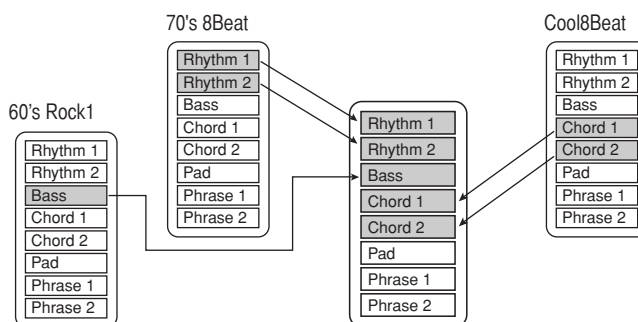 70's 8Beat
Rhythm 1
Rhythm 2
Bass
Chord 1
Chord 2
Pad
Phrase 1
Phrase 2
60's Rock1
Rhythm 1
Rhythm 2
Bass
Chord 1
Chord 2
Pad
Phrase 1
Phrase 2
Rhythm 1
Rhythm 2
Bass
Chord 1
Chord 2
Pad
Phrase 1
Phrase 2
Cool8Beat
Rhythm 1
Rhythm 2
Bass
Chord 1
Chord 2
Pad
Phrase 1
Phrase 2